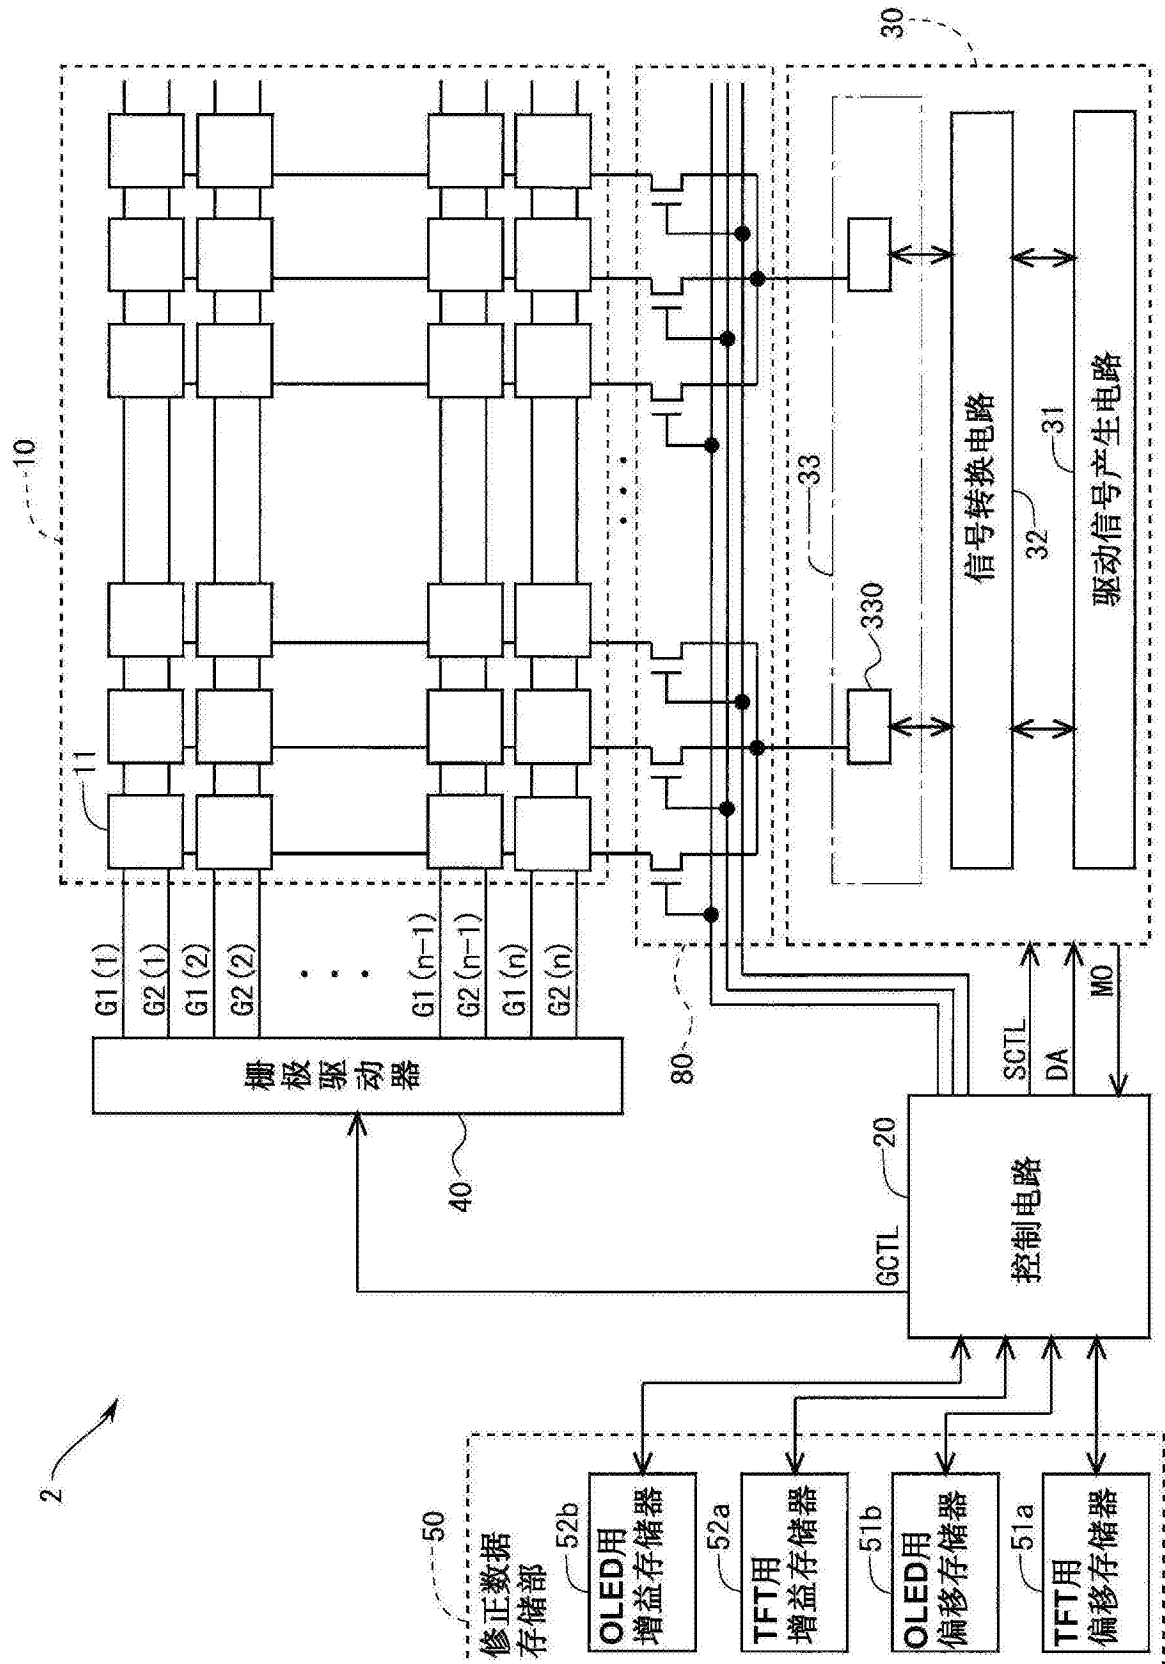 2
10
11
G1(1)
G2(1)
G1(2)
G2(2)
栅极驱动器
G1(n-1)
G2(n-1)
G1(n)
G2(n)
40
50
修正数据
存储部
52b
OLED用
增益存储器
52a
TFT用
增益存储器
51b
OLED用
偏移存储器
51a
TFT用
偏移存储器
GCTL
20
控制电路
80
SCTL
DA
MO
30
33
330
信号转换电路
32
31
驱动信号产生电路